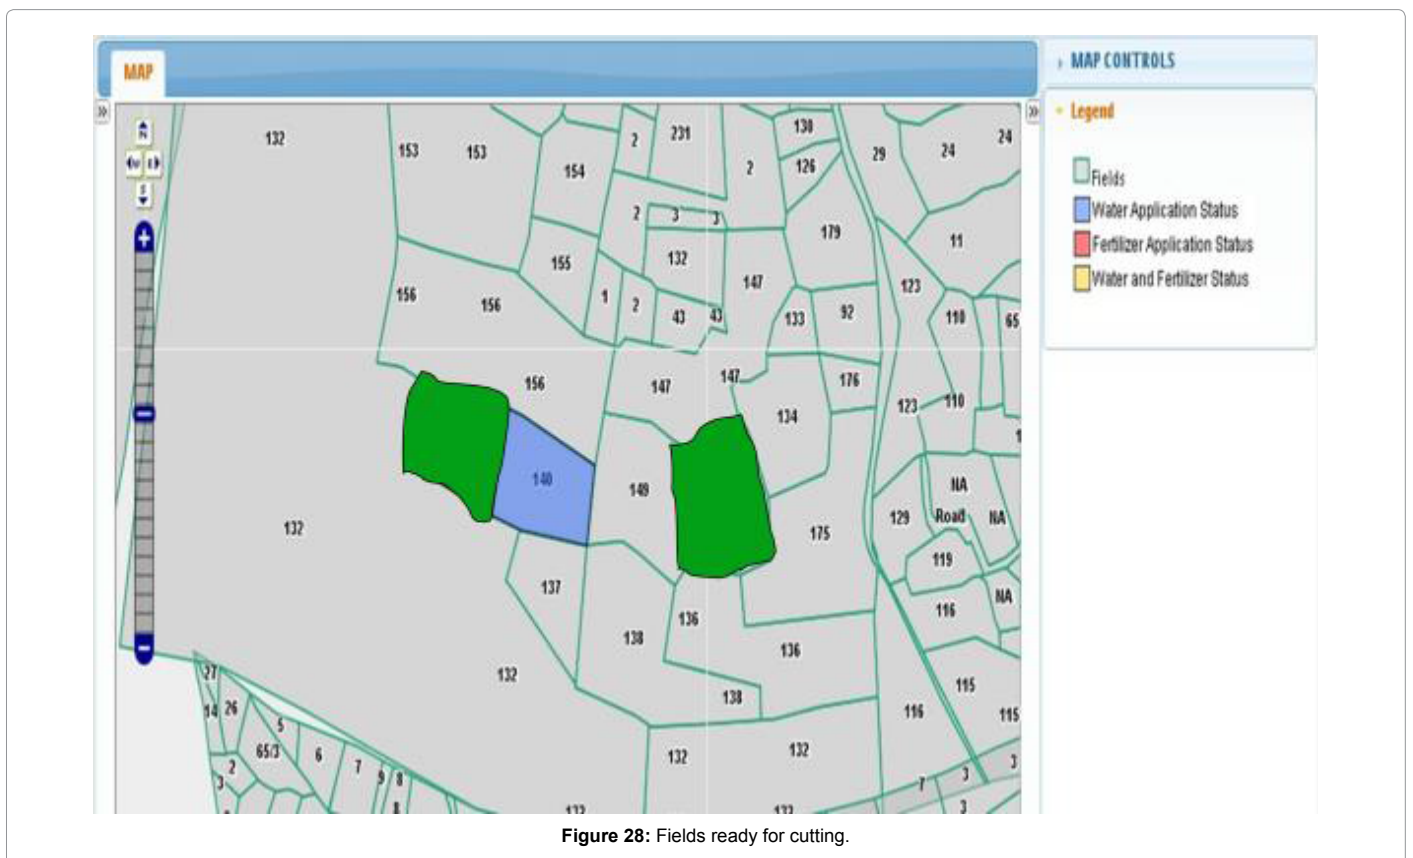 MAP
MAP CONTROLS
Legend
Fields
Water Application Status
Fertilizer Application Status
Water and Fertilizer Status
N
W E
S
132
153 153
154
2 231
2
130
126
29 24 24
2 3 3
179
11
155
132
147
123
156 156
1 2 43 43
133 92
110 65
156
147 147
176
134
123 110
140
149
NA
132
175
129 Road NA
119
137
136
NA
116
138
136
132
138
115
116 115
27
14 26
5
65/3
6
132 132
2
7 9 8
3
7 3 3
8
3
Figure 28: Fields ready for cutting.